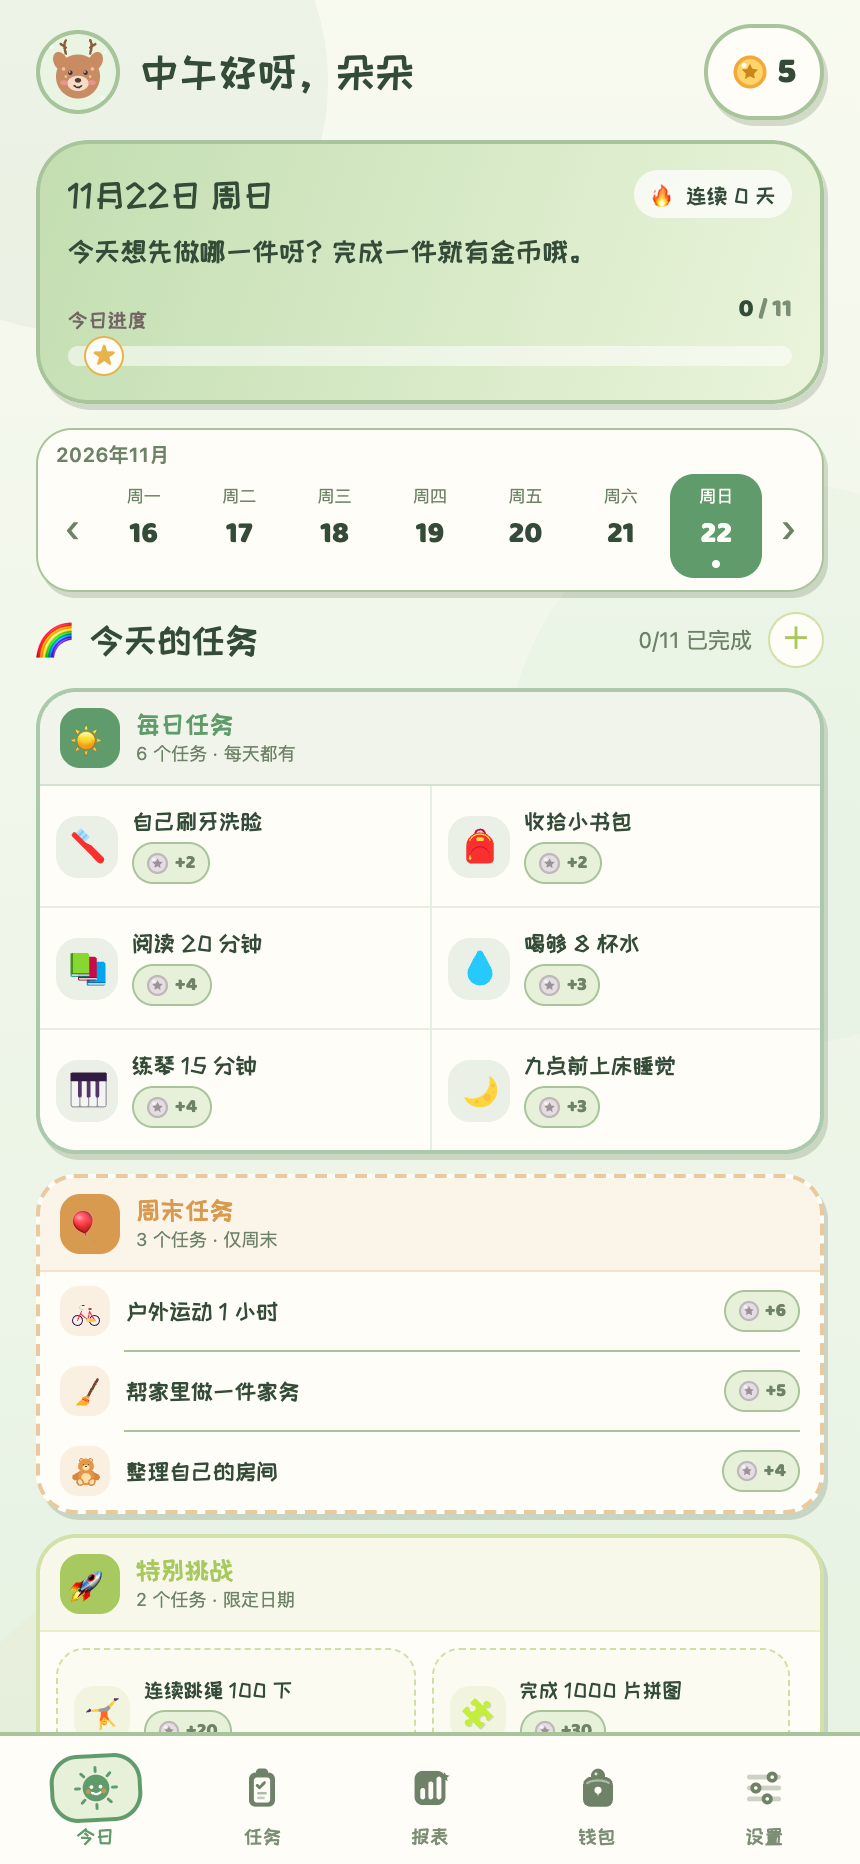 中午好呀，朵朵
5
11月22日 周日
连续 0 天
今天想先做哪一件呀？完成一件就有金币哦。
今日进度
0 / 11
2026年11月
周一 周二 周三 周四 周五 周六 周日
‹ 16 17 18 19 20 21 22 ›
今天的任务
0/11 已完成
每日任务
6 个任务 · 每天都有
自己刷牙洗脸
+2
收拾小书包
+2
阅读 20 分钟
+4
喝够 8 杯水
+3
练琴 15 分钟
+4
九点前上床睡觉
+3
周末任务
3 个任务 · 仅周末
户外运动 1 小时
+6
帮家里做一件家务
+5
整理自己的房间
+4
特别挑战
2 个任务 · 限定日期
连续跳绳 100 下
+20
完成 1000 片拼图
+30
今日
任务
报表
钱包
设置